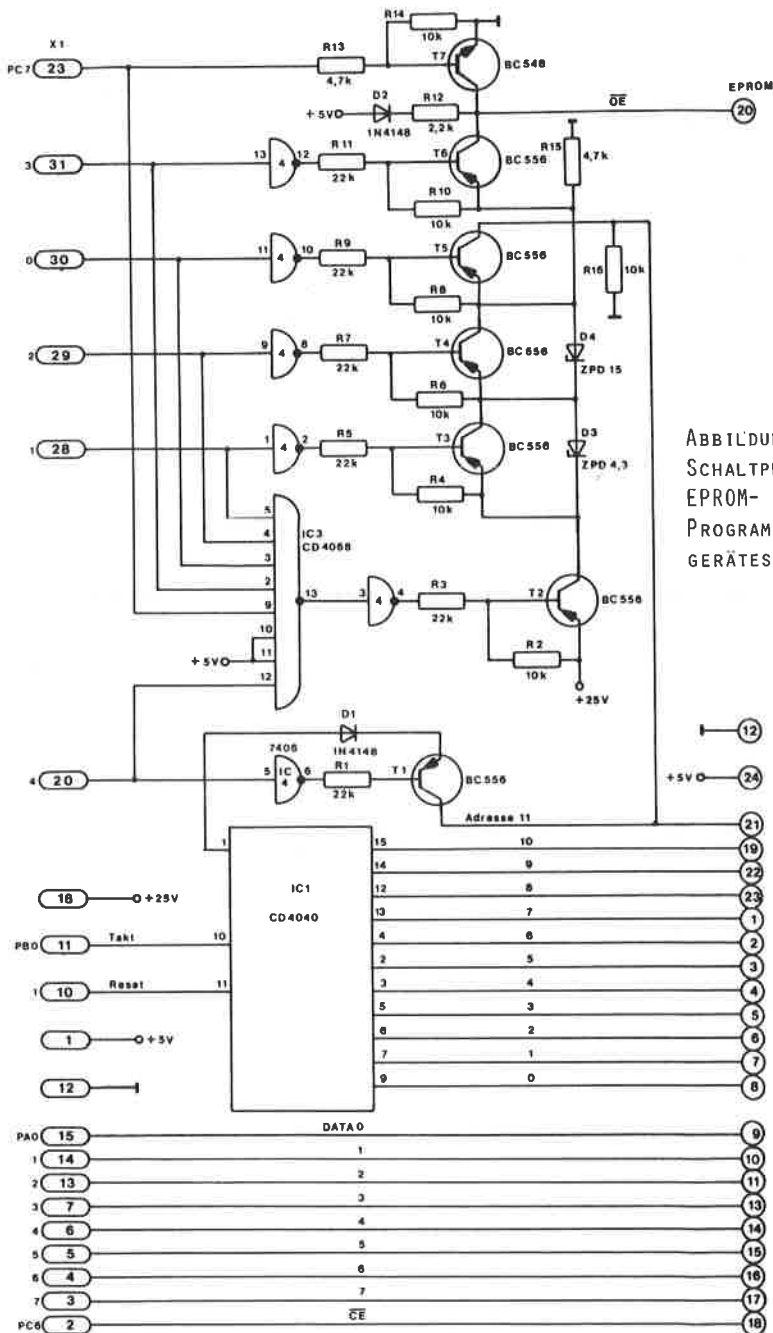 R14
10k
X1
R13
T7
BC548
PC7 23
4,7k
EPROM
D2
R12
OE
20
+5V
1N4148
2,2k
R15
4,7k
R11
T6
3 31
13 4 12
BC556
22k
R10
10k
R9
T5
0 30
11 4 10
BC556
R16
10k
22k
R8
10k
R7
T4
D4
2 29
9 4 8
BC556
ZPD 15
22k
R6
10k
R5
T3
D3
1 28
1 4 2
BC556
ZPD 4,3
22k
R4
10k
ABBILDU
SCHALTP
EPROM-
PROGRAM
GERÄTES
5
IC3
CD4068
4
3
2
13
3 4 4
R3
T2
BC556
9
22k
10
R2
+5V
11
10k
12
+25V
D1
12
7406
1N4148
4 20
5 IC 4 6
R1
T1
BC556
+5V 24
22k
Adresse 11
21
1
15 10 19
14 9 22
IC1
12 8 23
18 +25V
CD4040
13 7 1
PB0 11 Takt 10
4 6 2
2 5 3
1 10 Reset 11
3 4 4
5 3 5
1 +5V
6 2 6
7 1 7
12
9 0 8
PA0 15 DATA0 9
1 14 1 10
2 13 2 11
3 7 3 13
4 6 4 14
5 5 5 15
6 4 6 16
7 3 7 17
PC6 2 CE 18